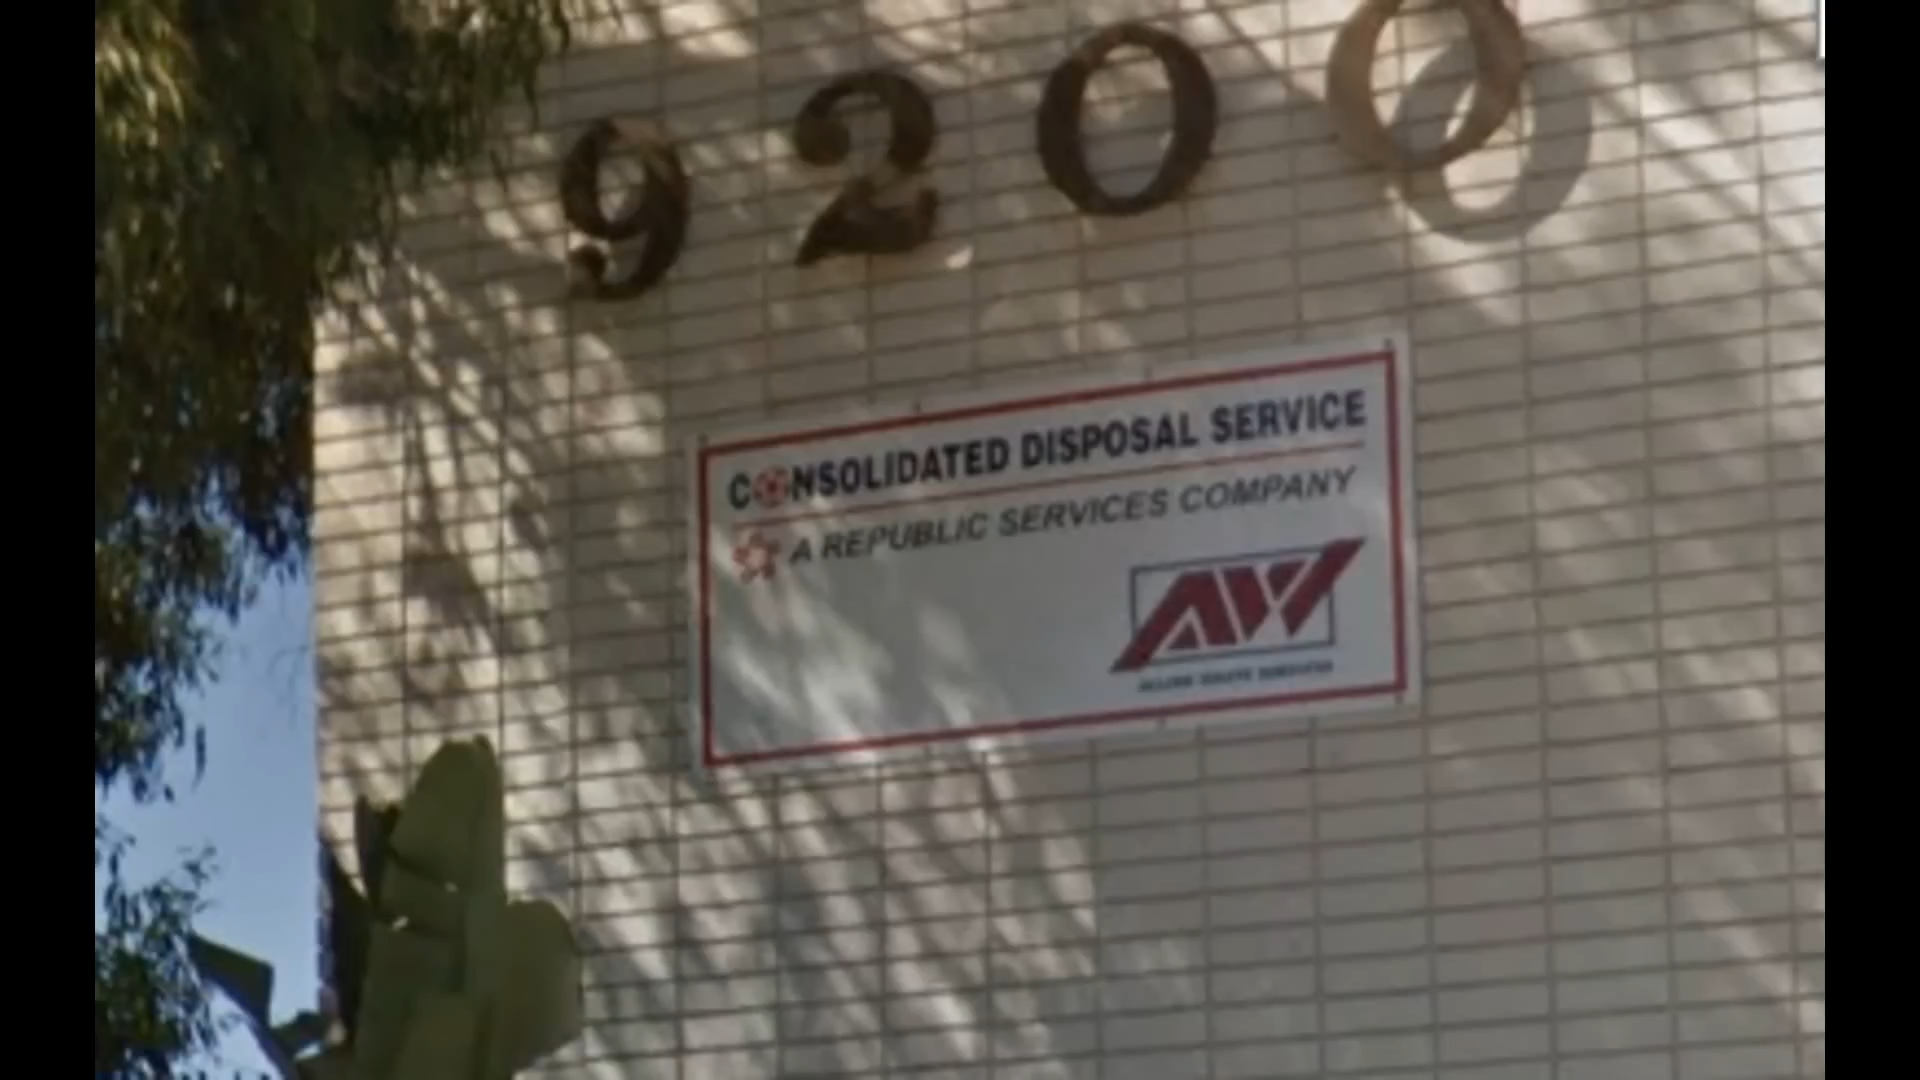 9200
CONSOLIDATED DISPOSAL SERVICE
A REPUBLIC SERVICES COMPANY
AW